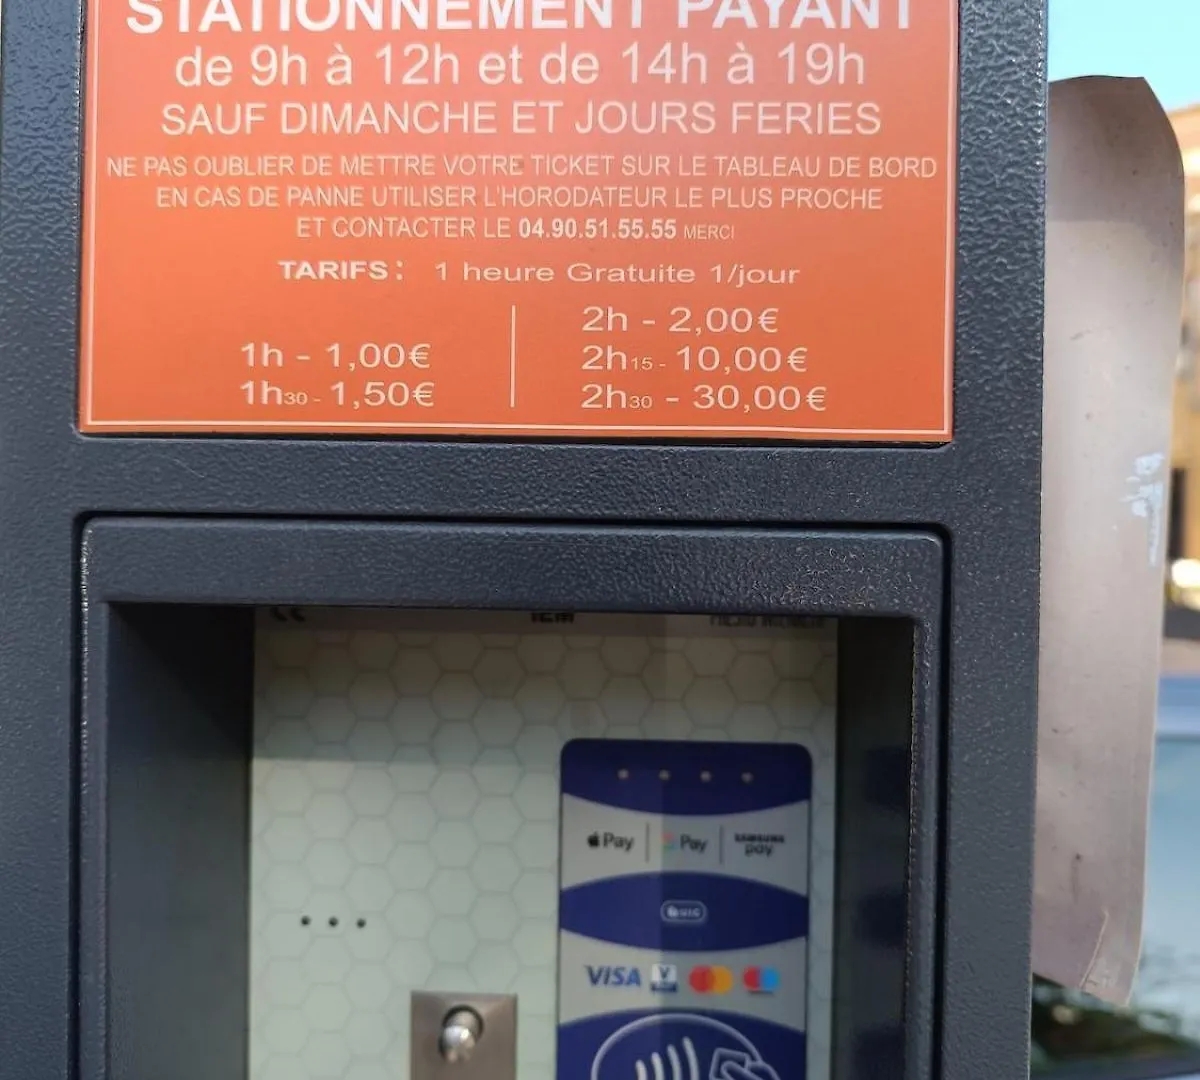 STATIONNEMENT PAYANT
de 9h à 12h et de 14h à 19h
SAUF DIMANCHE ET JOURS FERIES
NE PAS OUBLIER DE METTRE VOTRE TICKET SUR LE TABLEAU DE BORD
EN CAS DE PANNE UTILISER L'HORODATEUR LE PLUS PROCHE
ET CONTACTER LE 04.90.51.55.55 MERCI
TARIFS: 1 heure Gratuite 1/jour
1h - 1,00€
1h30 - 1,50€
2h - 2,00€
2h15 - 10,00€
2h30 - 30,00€
Pay G Pay SAMSUNG pay
VISA V